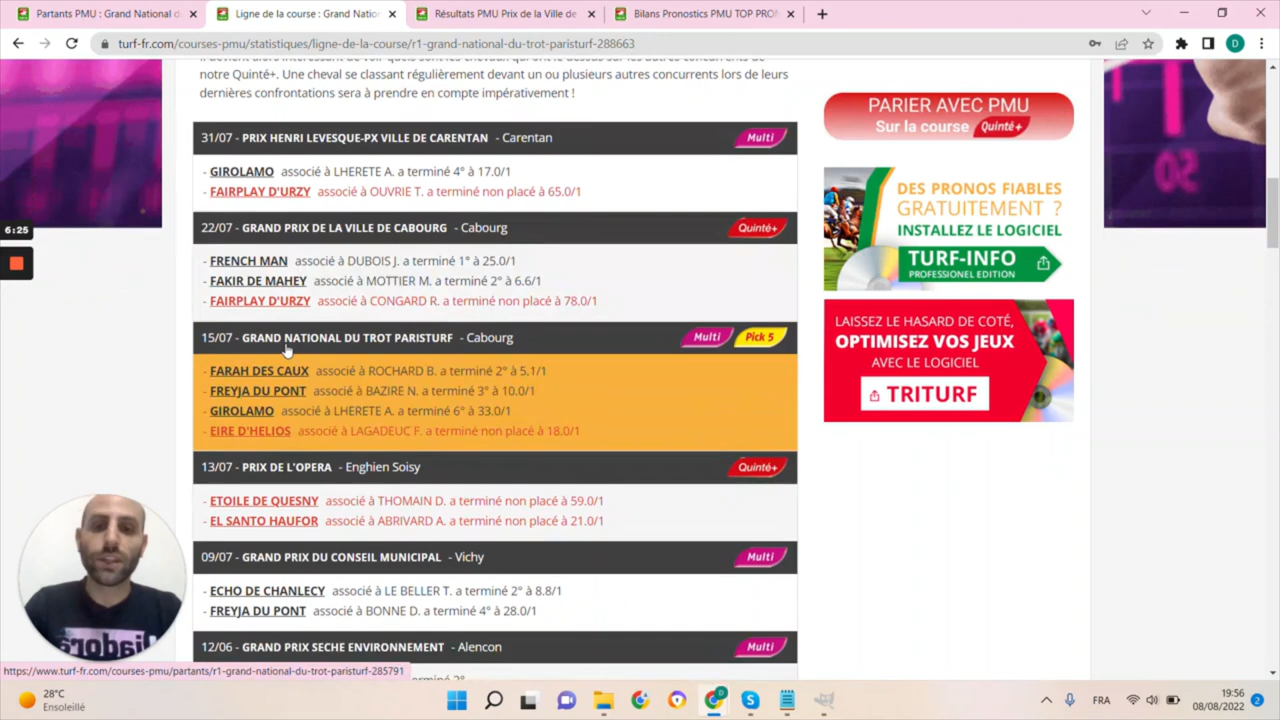 Partants PMU : Grand National d
Ligne de la course : Grand Natio
Résultats PMU Prix de la Ville de
Bilans Pronostics PMU TOP PRO
turf-fr.com/courses-pmu/statistiques/ligne-de-la-course/r1-grand-national-du-trot-paristurf-288663
notre Quinté+. Une cheval se classant régulièrement devant un ou plusieurs autres concurrents lors de leurs
dernières confrontations sera à prendre en compte impérativement !
31/07 - PRIX HENRI LEVESQUE-PX VILLE DE CARENTAN - Carentan Multi
- GIROLAMO associé à LHERETE A. a terminé 4° à 17.0/1
- FAIRPLAY D'URZY associé à OUVRIE T. a terminé non placé à 65.0/1
22/07 - GRAND PRIX DE LA VILLE DE CABOURG - Cabourg Quinté+
- FRENCH MAN associé à DUBOIS J. a terminé 1° à 25.0/1
- FAKIR DE MAHEY associé à MOTTIER M. a terminé 2° à 6.6/1
- FAIRPLAY D'URZY associé à CONGARD R. a terminé non placé à 78.0/1
15/07 - GRAND NATIONAL DU TROT PARISTURF - Cabourg Multi Pick 5
- FARAH DES CAUX associé à ROCHARD B. a terminé 2° à 5.1/1
- FREYJA DU PONT associé à BAZIRE N. a terminé 3° à 10.0/1
- GIROLAMO associé à LHERETE A. a terminé 6° à 33.0/1
- EIRE D'HELIOS associé à LAGADEUC F. a terminé non placé à 18.0/1
13/07 - PRIX DE L'OPERA - Enghien Soisy Quinté+
- ETOILE DE QUESNY associé à THOMAIN D. a terminé non placé à 59.0/1
- EL SANTO HAUFOR associé à ABRIVARD A. a terminé non placé à 21.0/1
09/07 - GRAND PRIX DU CONSEIL MUNICIPAL - Vichy Multi
- ECHO DE CHANLECY associé à LE BELLER T. a terminé 2° à 8.8/1
- FREYJA DU PONT associé à BONNE D. a terminé 4° à 28.0/1
12/06 - GRAND PRIX SECHE ENVIRONNEMENT - Alencon Multi
PARIER AVEC PMU
Sur la course Quinté+
DES PRONOS FIABLES
GRATUITEMENT ?
INSTALLEZ LE LOGICIEL
TURF-INFO
PROFESSIONEL EDITION
LAISSEZ LE HASARD DE COTÉ,
OPTIMISEZ VOS JEUX
AVEC LE LOGICIEL
TRITURF
6:25
https://www.turf-fr.com/courses-pmu/partants/r1-grand-national-du-trot-paristurf-285791
28°C
Ensoleillé
FRA
19:56
08/08/2022
2